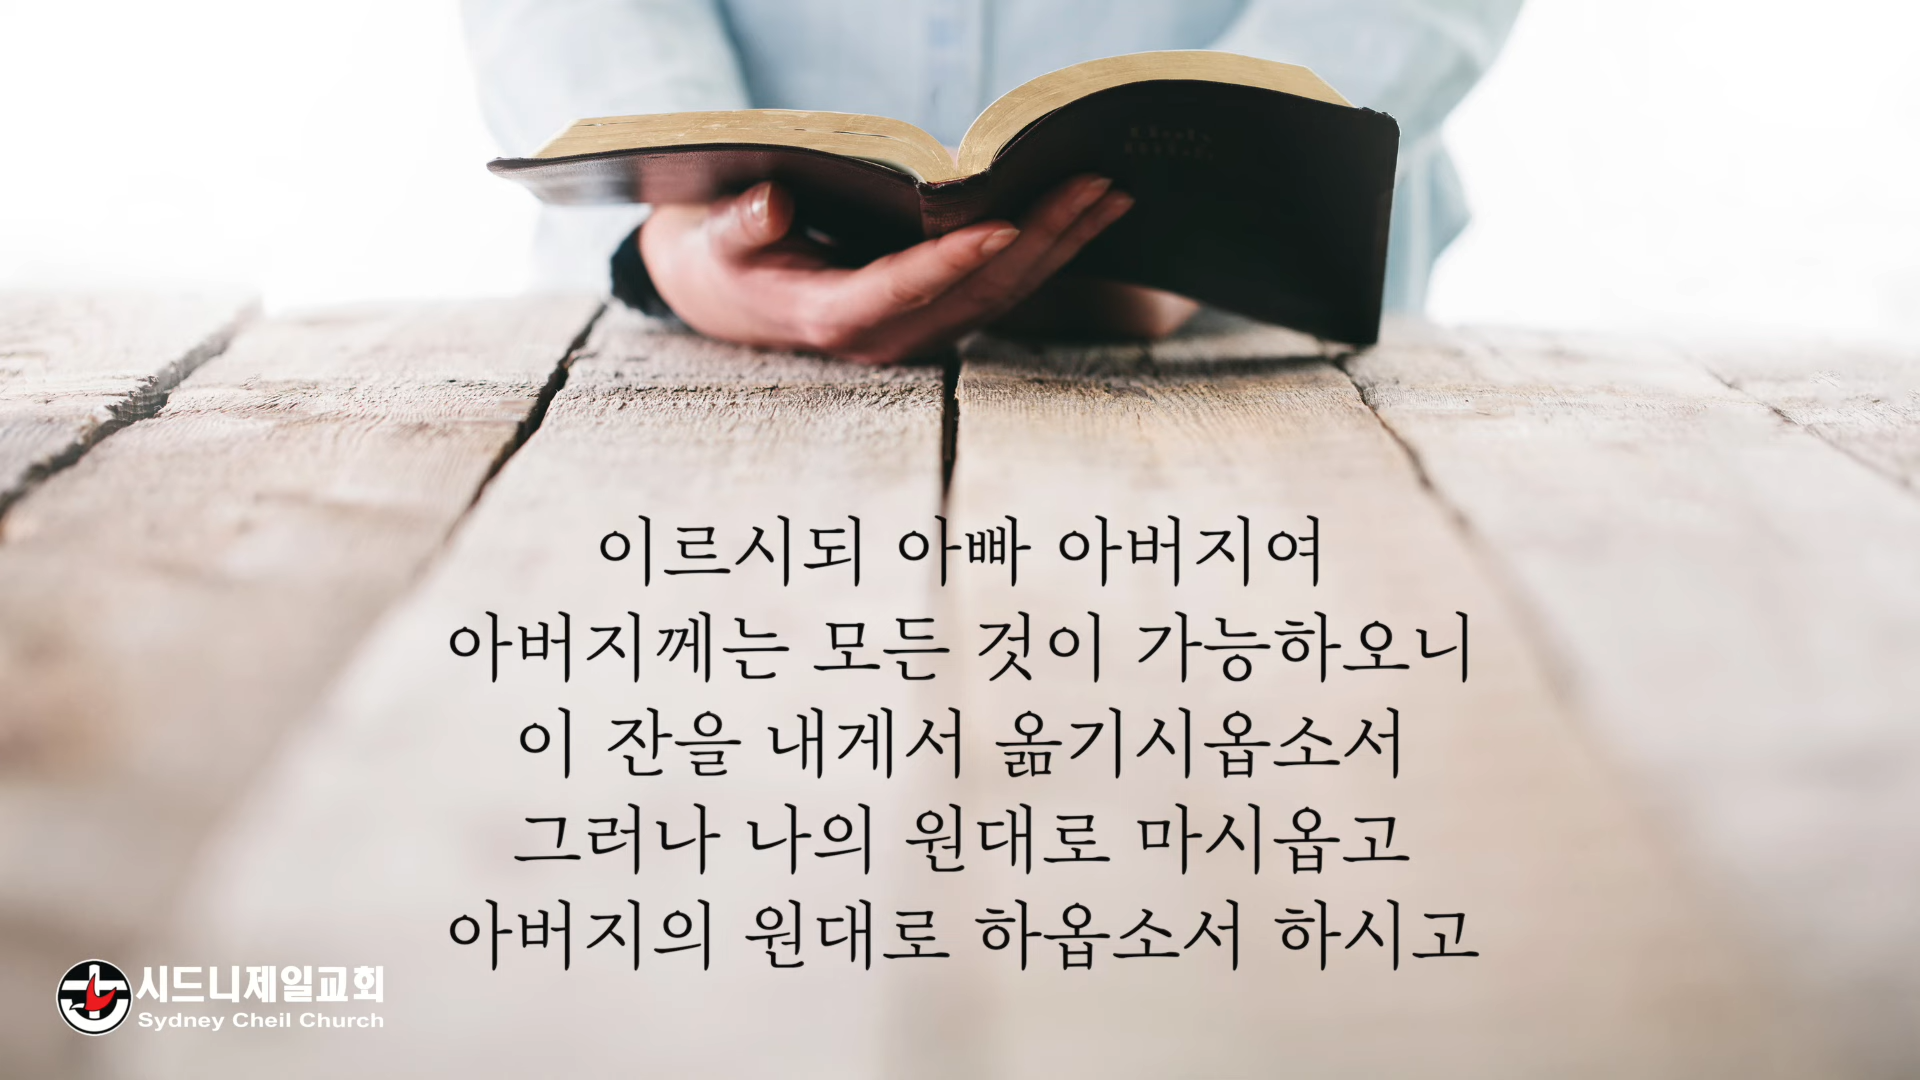 이르시되 아빠 아버지여
아버지께는 모든 것이 가능하오니
이 잔을 내게서 옮기시옵소서
그러나 나의 원대로 마시옵고
아버지의 원대로 하옵소서 하시고
시드니제일교회
Sydney Cheil Church